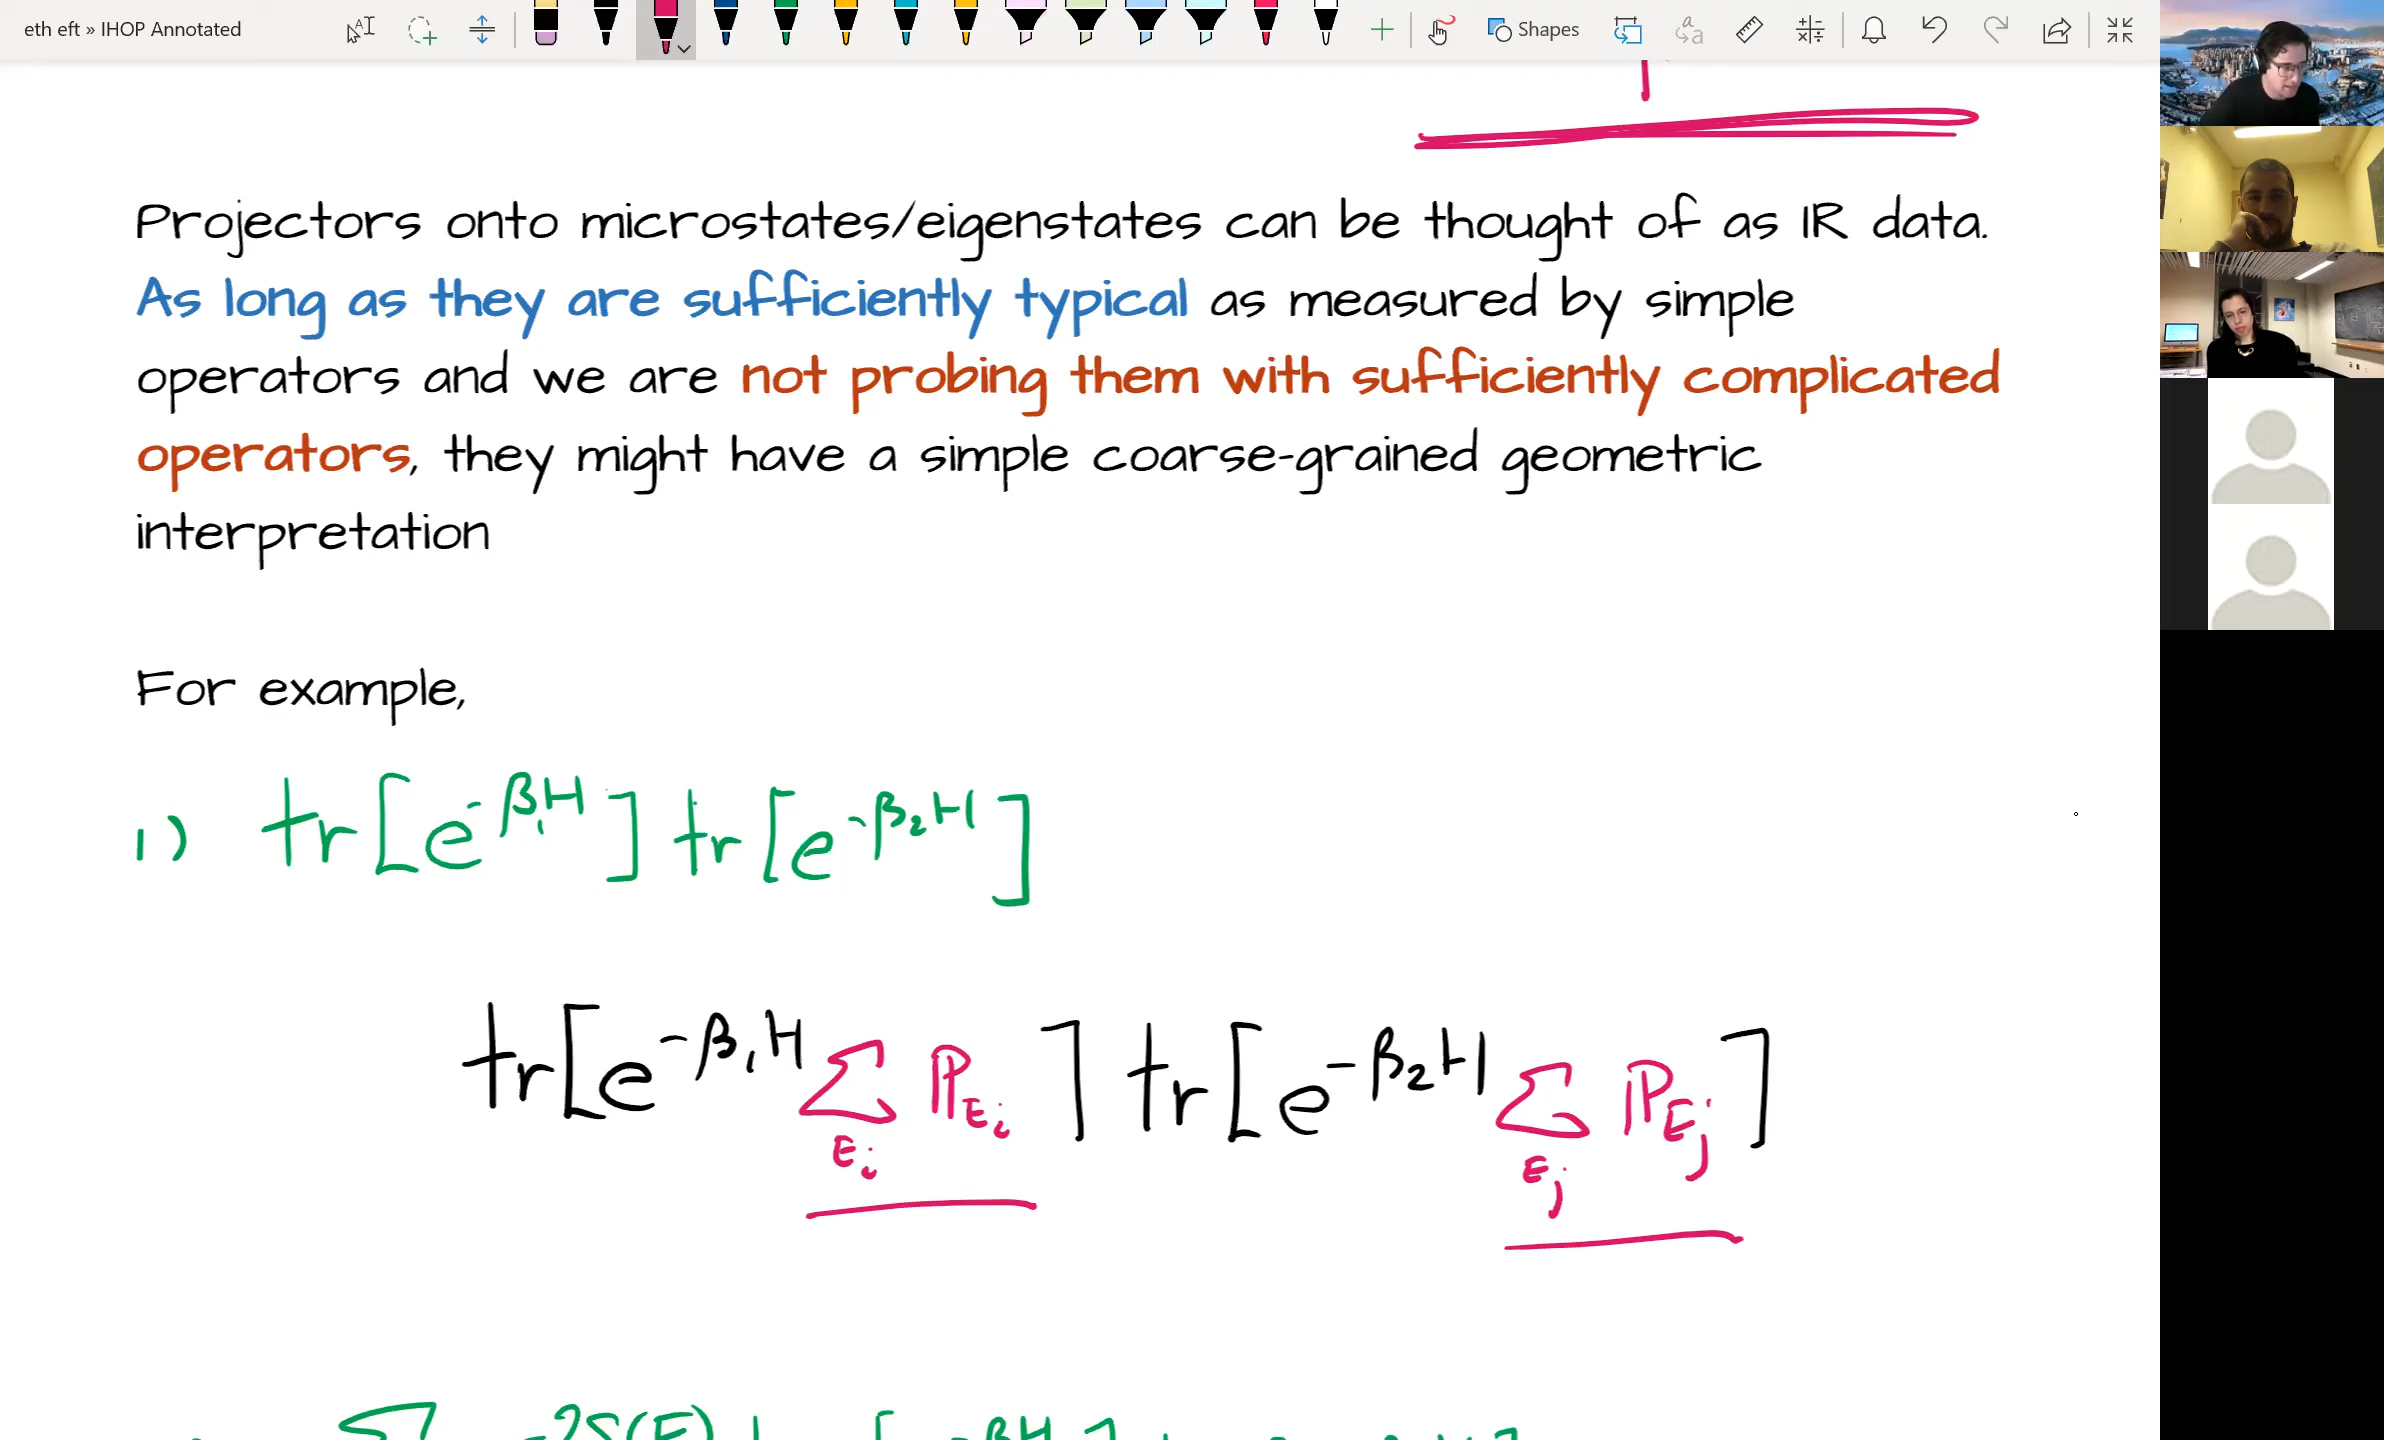 eth eft » IHOP Annotated
Shapes
Projectors onto microstates/eigenstates can be thought of as IR data.
As long as they are sufficiently typical as measured by simple
operators and we are not probing them with sufficiently complicated
operators, they might have a simple coarse-grained geometric
interpretation
For example,
1) tr[e^{-β₁H}] tr[e^{-β₂H}]
tr[e^{-β₁H} Σ_{E_i} ℙ_{E_i}] tr[e^{-β₂H} Σ_{E_j} ℙ_{E_j}]